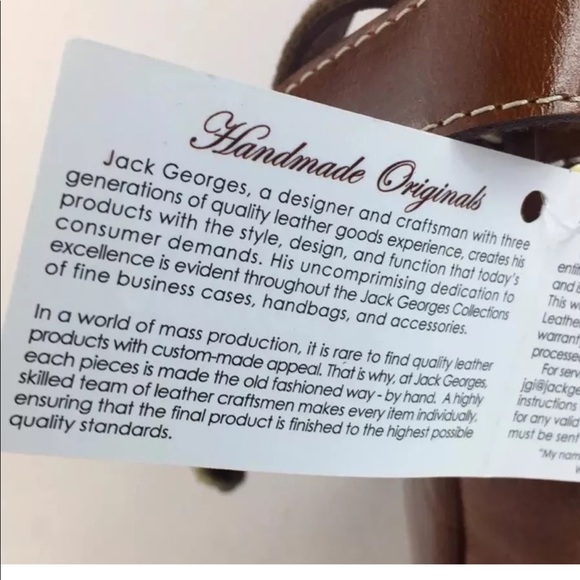 Handmade Originals
Jack Georges, a designer and craftsman with three
generations of quality leather goods experience, creates his
products with the style, design, and function that today's
consumer demands. His uncompromising dedication to
excellence is evident throughout the Jack Georges Collections
of fine business cases, handbags, and accessories.
In a world of mass production, it is rare to find quality leather
products with custom-made appeal. That is why, at Jack Georges,
each pieces is made the old fashioned way - by hand. A highly
skilled team of leather craftsmen makes every item individually,
ensuring that the final product is finished to the highest possible
quality standards.
This w
Leathe
warrant
processe
For serv
jgi@jackge
instructions
for any valid
must be sent
"My nam